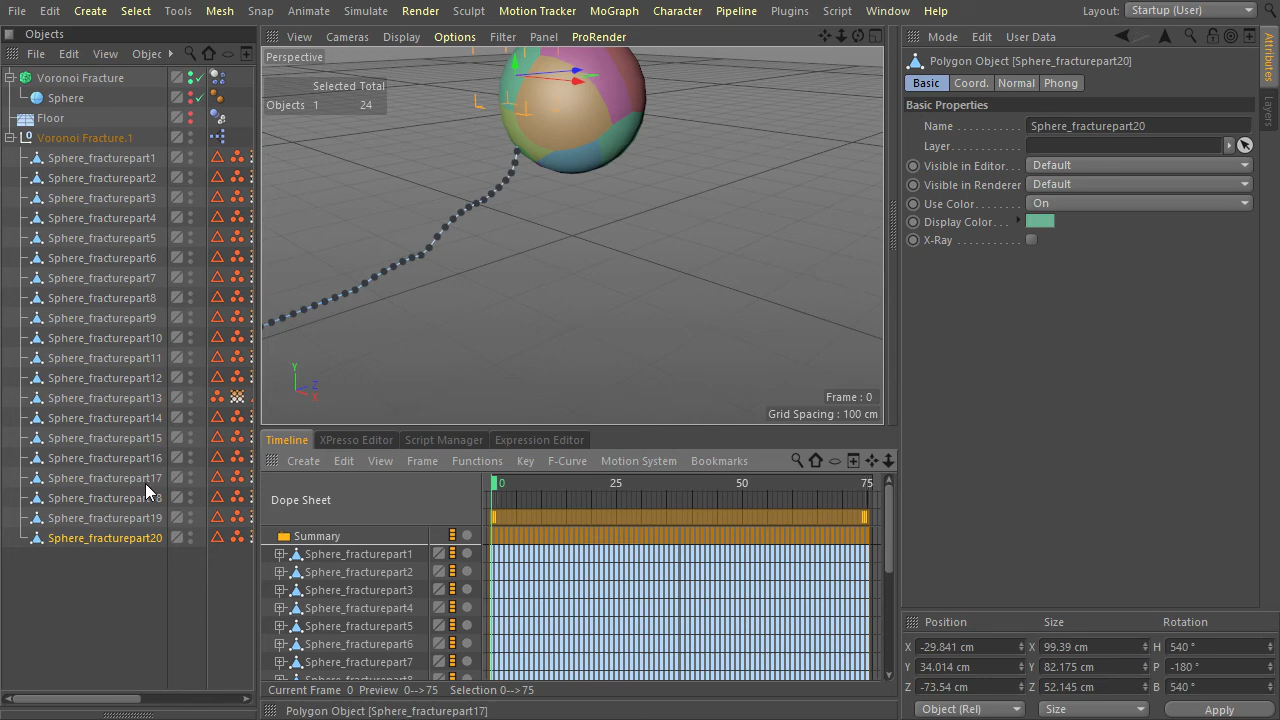 File Edit Create Select Tools Mesh Snap Animate Simulate Render Sculpt Motion Tracker MoGraph Character Pipeline Plugins Script Window Help Layout: Startup (User)
Objects
File Edit View Objec
Voronoi Fracture
Sphere
Floor
Voronoi Fracture.1
Sphere_fracturepart1
Sphere_fracturepart2
Sphere_fracturepart3
Sphere_fracturepart4
Sphere_fracturepart5
Sphere_fracturepart6
Sphere_fracturepart7
Sphere_fracturepart8
Sphere_fracturepart9
Sphere_fracturepart10
Sphere_fracturepart11
Sphere_fracturepart12
Sphere_fracturepart13
Sphere_fracturepart14
Sphere_fracturepart15
Sphere_fracturepart16
Sphere_fracturepart17
Sphere_fracturepart19
Sphere_fracturepart20
View Cameras Display Options Filter Panel ProRender
Perspective
Selected Total
Objects 1 24
Y
Z
X
Frame : 0
Grid Spacing : 100 cm
Timeline XPresso Editor Script Manager Expression Editor
Create Edit View Frame Functions Key F-Curve Motion System Bookmarks
Dope Sheet
0 25 50 75
Summary
Sphere_fracturepart1
Sphere_fracturepart2
Sphere_fracturepart3
Sphere_fracturepart4
Sphere_fracturepart5
Sphere_fracturepart6
Sphere_fracturepart7
Current Frame 0 Preview 0-->75 Selection 0-->75
Polygon Object [Sphere_fracturepart17]
Mode Edit User Data
Polygon Object [Sphere_fracturepart20]
Basic Coord. Normal Phong
Basic Properties
Name Sphere_fracturepart20
Layer
Visible in Editor Default
Visible in Renderer Default
Use Color On
Display Color
X-Ray
Attributes
Layers
Position Size Rotation
X -29.841 cm X 99.39 cm H 540 °
Y 34.014 cm Y 82.175 cm P -180 °
Z -73.54 cm Z 52.145 cm B 540 °
Object (Rel) Size Apply